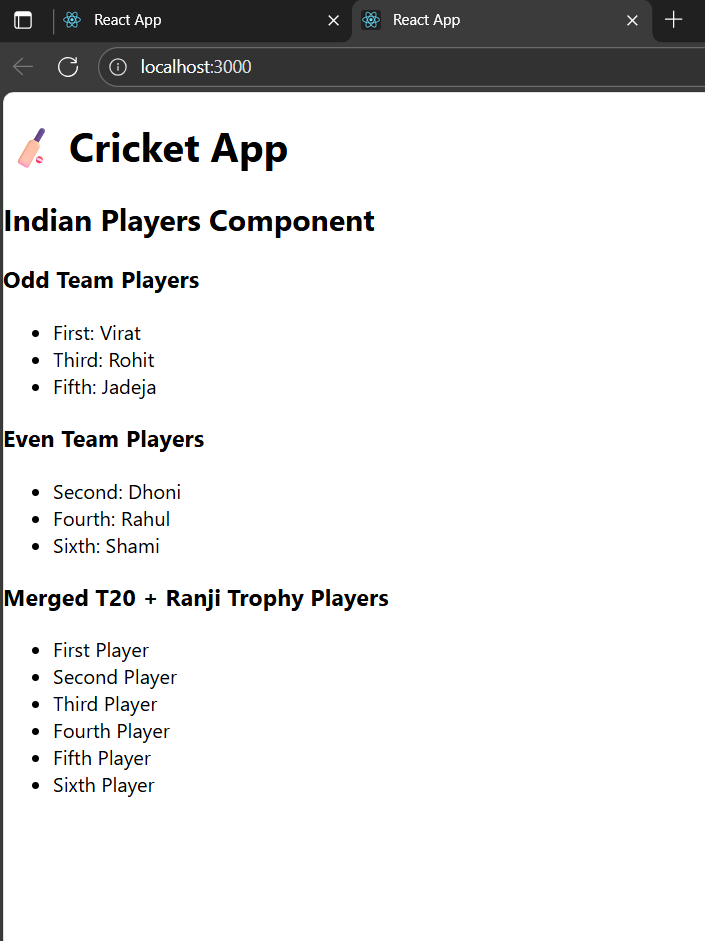 React App
React App
localhost:3000
Cricket App
Indian Players Component
Odd Team Players
First: Virat
Third: Rohit
Fifth: Jadeja
Even Team Players
Second: Dhoni
Fourth: Rahul
Sixth: Shami
Merged T20 + Ranji Trophy Players
First Player
Second Player
Third Player
Fourth Player
Fifth Player
Sixth Player